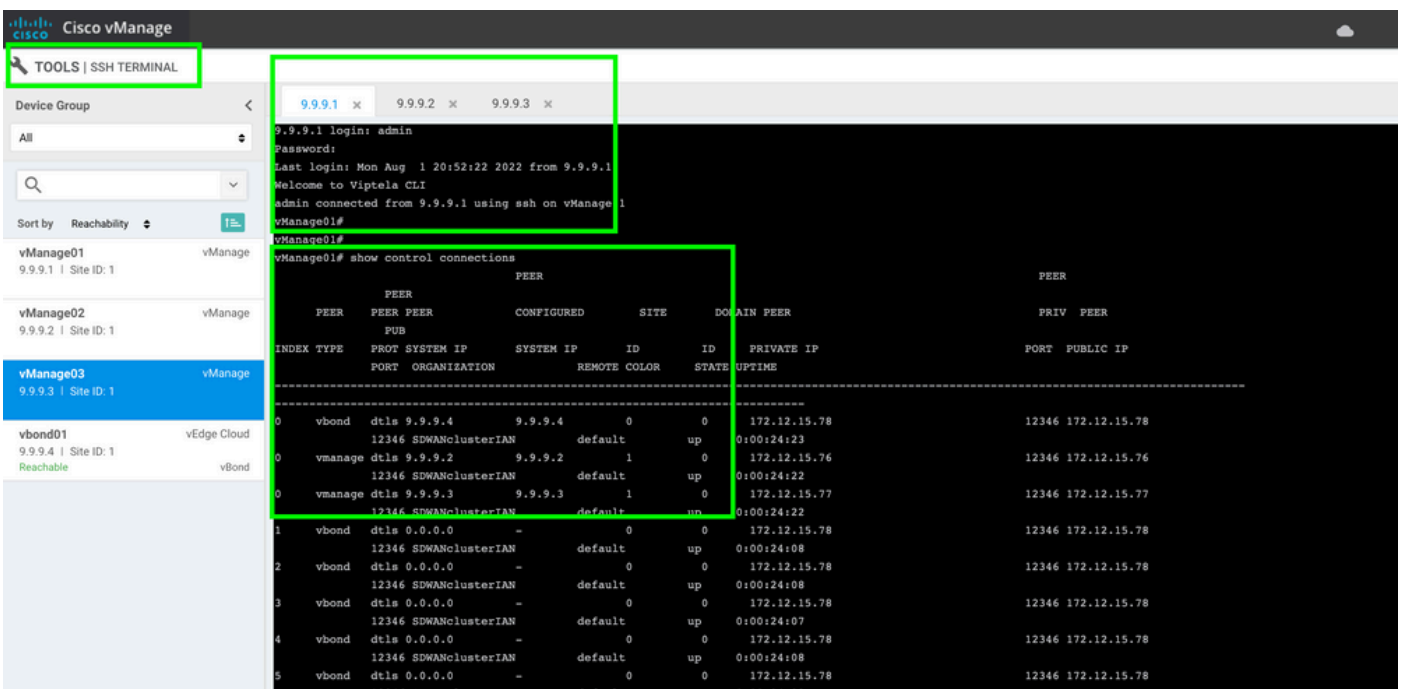 cisco Cisco vManage
TOOLS | SSH TERMINAL
Device Group
All
Sort by Reachability
vManage01 vManage
9.9.9.1 | Site ID: 1
vManage02 vManage
9.9.9.2 | Site ID: 1
vManage03 vManage
9.9.9.3 | Site ID: 1
vbond01 vEdge Cloud
9.9.9.4 | Site ID: 1
Reachable vBond
9.9.9.1 × 9.9.9.2 × 9.9.9.3 ×
9.9.9.1 login: admin
Password:
Last login: Mon Aug 1 20:52:22 2022 from 9.9.9.1
Welcome to Viptela CLI
admin connected from 9.9.9.1 using ssh on vManage 1
vManage01#
vManage01#
vManage01# show control connections
PEER PEER
PEER
PEER PEER PEER CONFIGURED SITE DOMAIN PEER PRIV PEER
PUB
INDEX TYPE PROT SYSTEM IP SYSTEM IP ID ID PRIVATE IP PORT PUBLIC IP
PORT ORGANIZATION REMOTE COLOR STATE UPTIME
---------------------------------------------------------------------------------------------------------------------------------------------
---------------------------------------------------------------------------
0 vbond dtls 9.9.9.4 9.9.9.4 0 0 172.12.15.78 12346 172.12.15.78
12346 SDWANclusterIAN default up 0:00:24:23
0 vmanage dtls 9.9.9.2 9.9.9.2 1 0 172.12.15.76 12346 172.12.15.76
12346 SDWANclusterIAN default up 0:00:24:22
0 vmanage dtls 9.9.9.3 9.9.9.3 1 0 172.12.15.77 12346 172.12.15.77
12346 SDWANclusterIAN default up 0:00:24:22
1 vbond dtls 0.0.0.0 - 0 0 172.12.15.78 12346 172.12.15.78
12346 SDWANclusterIAN default up 0:00:24:08
2 vbond dtls 0.0.0.0 - 0 0 172.12.15.78 12346 172.12.15.78
12346 SDWANclusterIAN default up 0:00:24:08
3 vbond dtls 0.0.0.0 - 0 0 172.12.15.78 12346 172.12.15.78
12346 SDWANclusterIAN default up 0:00:24:07
4 vbond dtls 0.0.0.0 - 0 0 172.12.15.78 12346 172.12.15.78
12346 SDWANclusterIAN default up 0:00:24:08
5 vbond dtls 0.0.0.0 - 0 0 172.12.15.78 12346 172.12.15.78